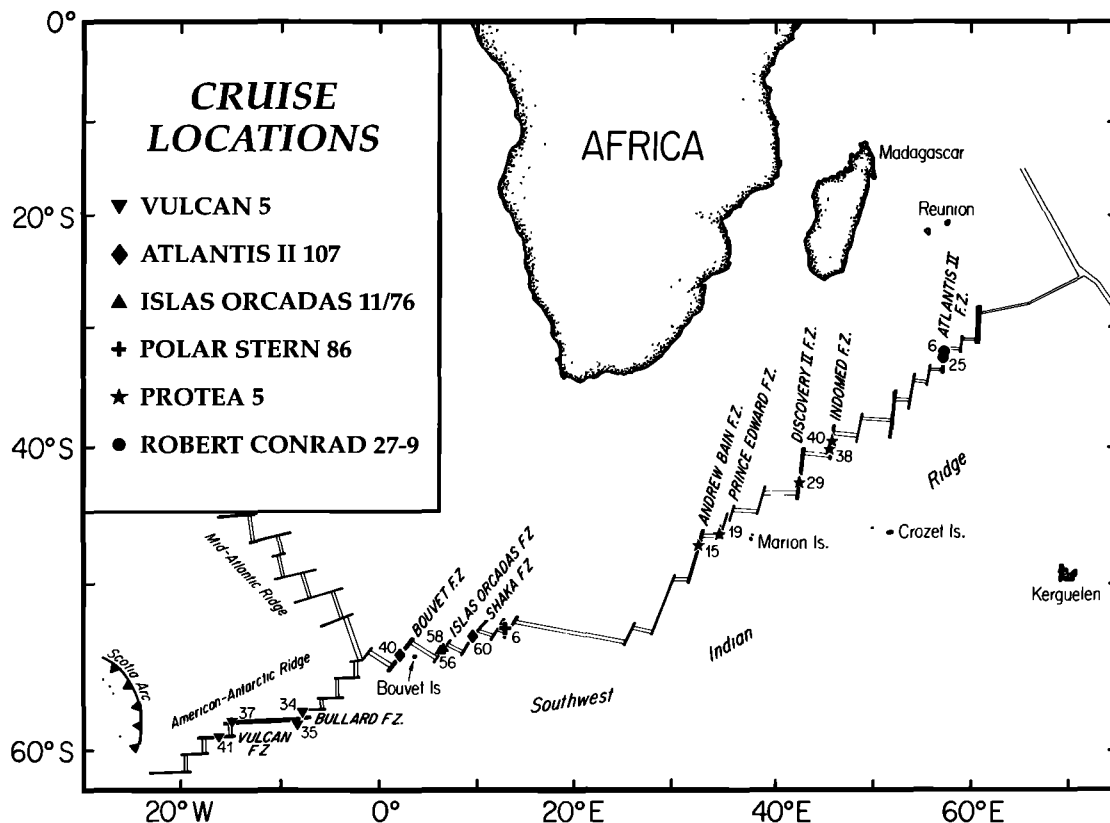 0°
20°S
40°S
60°S
CRUISE
LOCATIONS
▼ VULCAN 5
◆ ATLANTIS II 107
▲ ISLAS ORCADAS 11/76
+ POLAR STERN 86
★ PROTEA 5
● ROBERT CONRAD 27-9
AFRICA
Madagascar
Reunion
ATLANTIS II
F.Z.
6
25
DISCOVERY II F.Z.
INDOMED F.Z.
40
38
29
ANDREW BAIN F.Z.
PRINCE EDWARD F.Z.
15
19
Marion Is.
Crozet Is.
Kerguelen
Southwest
Indian
Ridge
Mid-Atlantic Ridge
BOUVET F.Z
ISLAS ORCADAS F.Z
SHAKA F.Z
40
58
56
60
6
Bouvet Is
Scotia Arc
American-Antarctic Ridge
37
34
BULLARD F.Z.
35
41
VULCAN
F.Z
20°W
0°
20°E
40°E
60°E